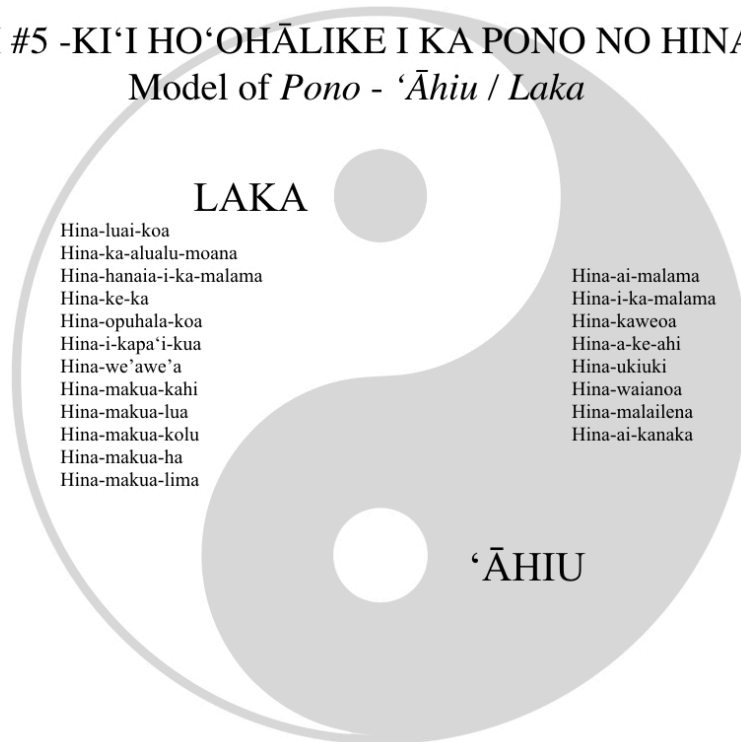 #5 -KIʻI HOʻOHĀLIKE I KA PONO NO HINA
Model of Pono - ʻĀhiu / Laka
LAKA
Hina-luai-koa
Hina-ka-alualu-moana
Hina-hanaia-i-ka-malama
Hina-ke-ka
Hina-opuhala-koa
Hina-i-kapaʻi-kua
Hina-we’awe’a
Hina-makua-kahi
Hina-makua-lua
Hina-makua-kolu
Hina-makua-ha
Hina-makua-lima
Hina-ai-malama
Hina-i-ka-malama
Hina-kaweoa
Hina-a-ke-ahi
Hina-ukiuki
Hina-waianoa
Hina-malailena
Hina-ai-kanaka
ʻĀHIU